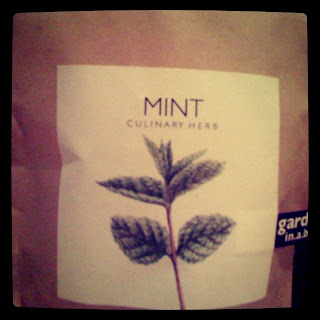 MINT
CULINARY HERB
gard
in.a.b